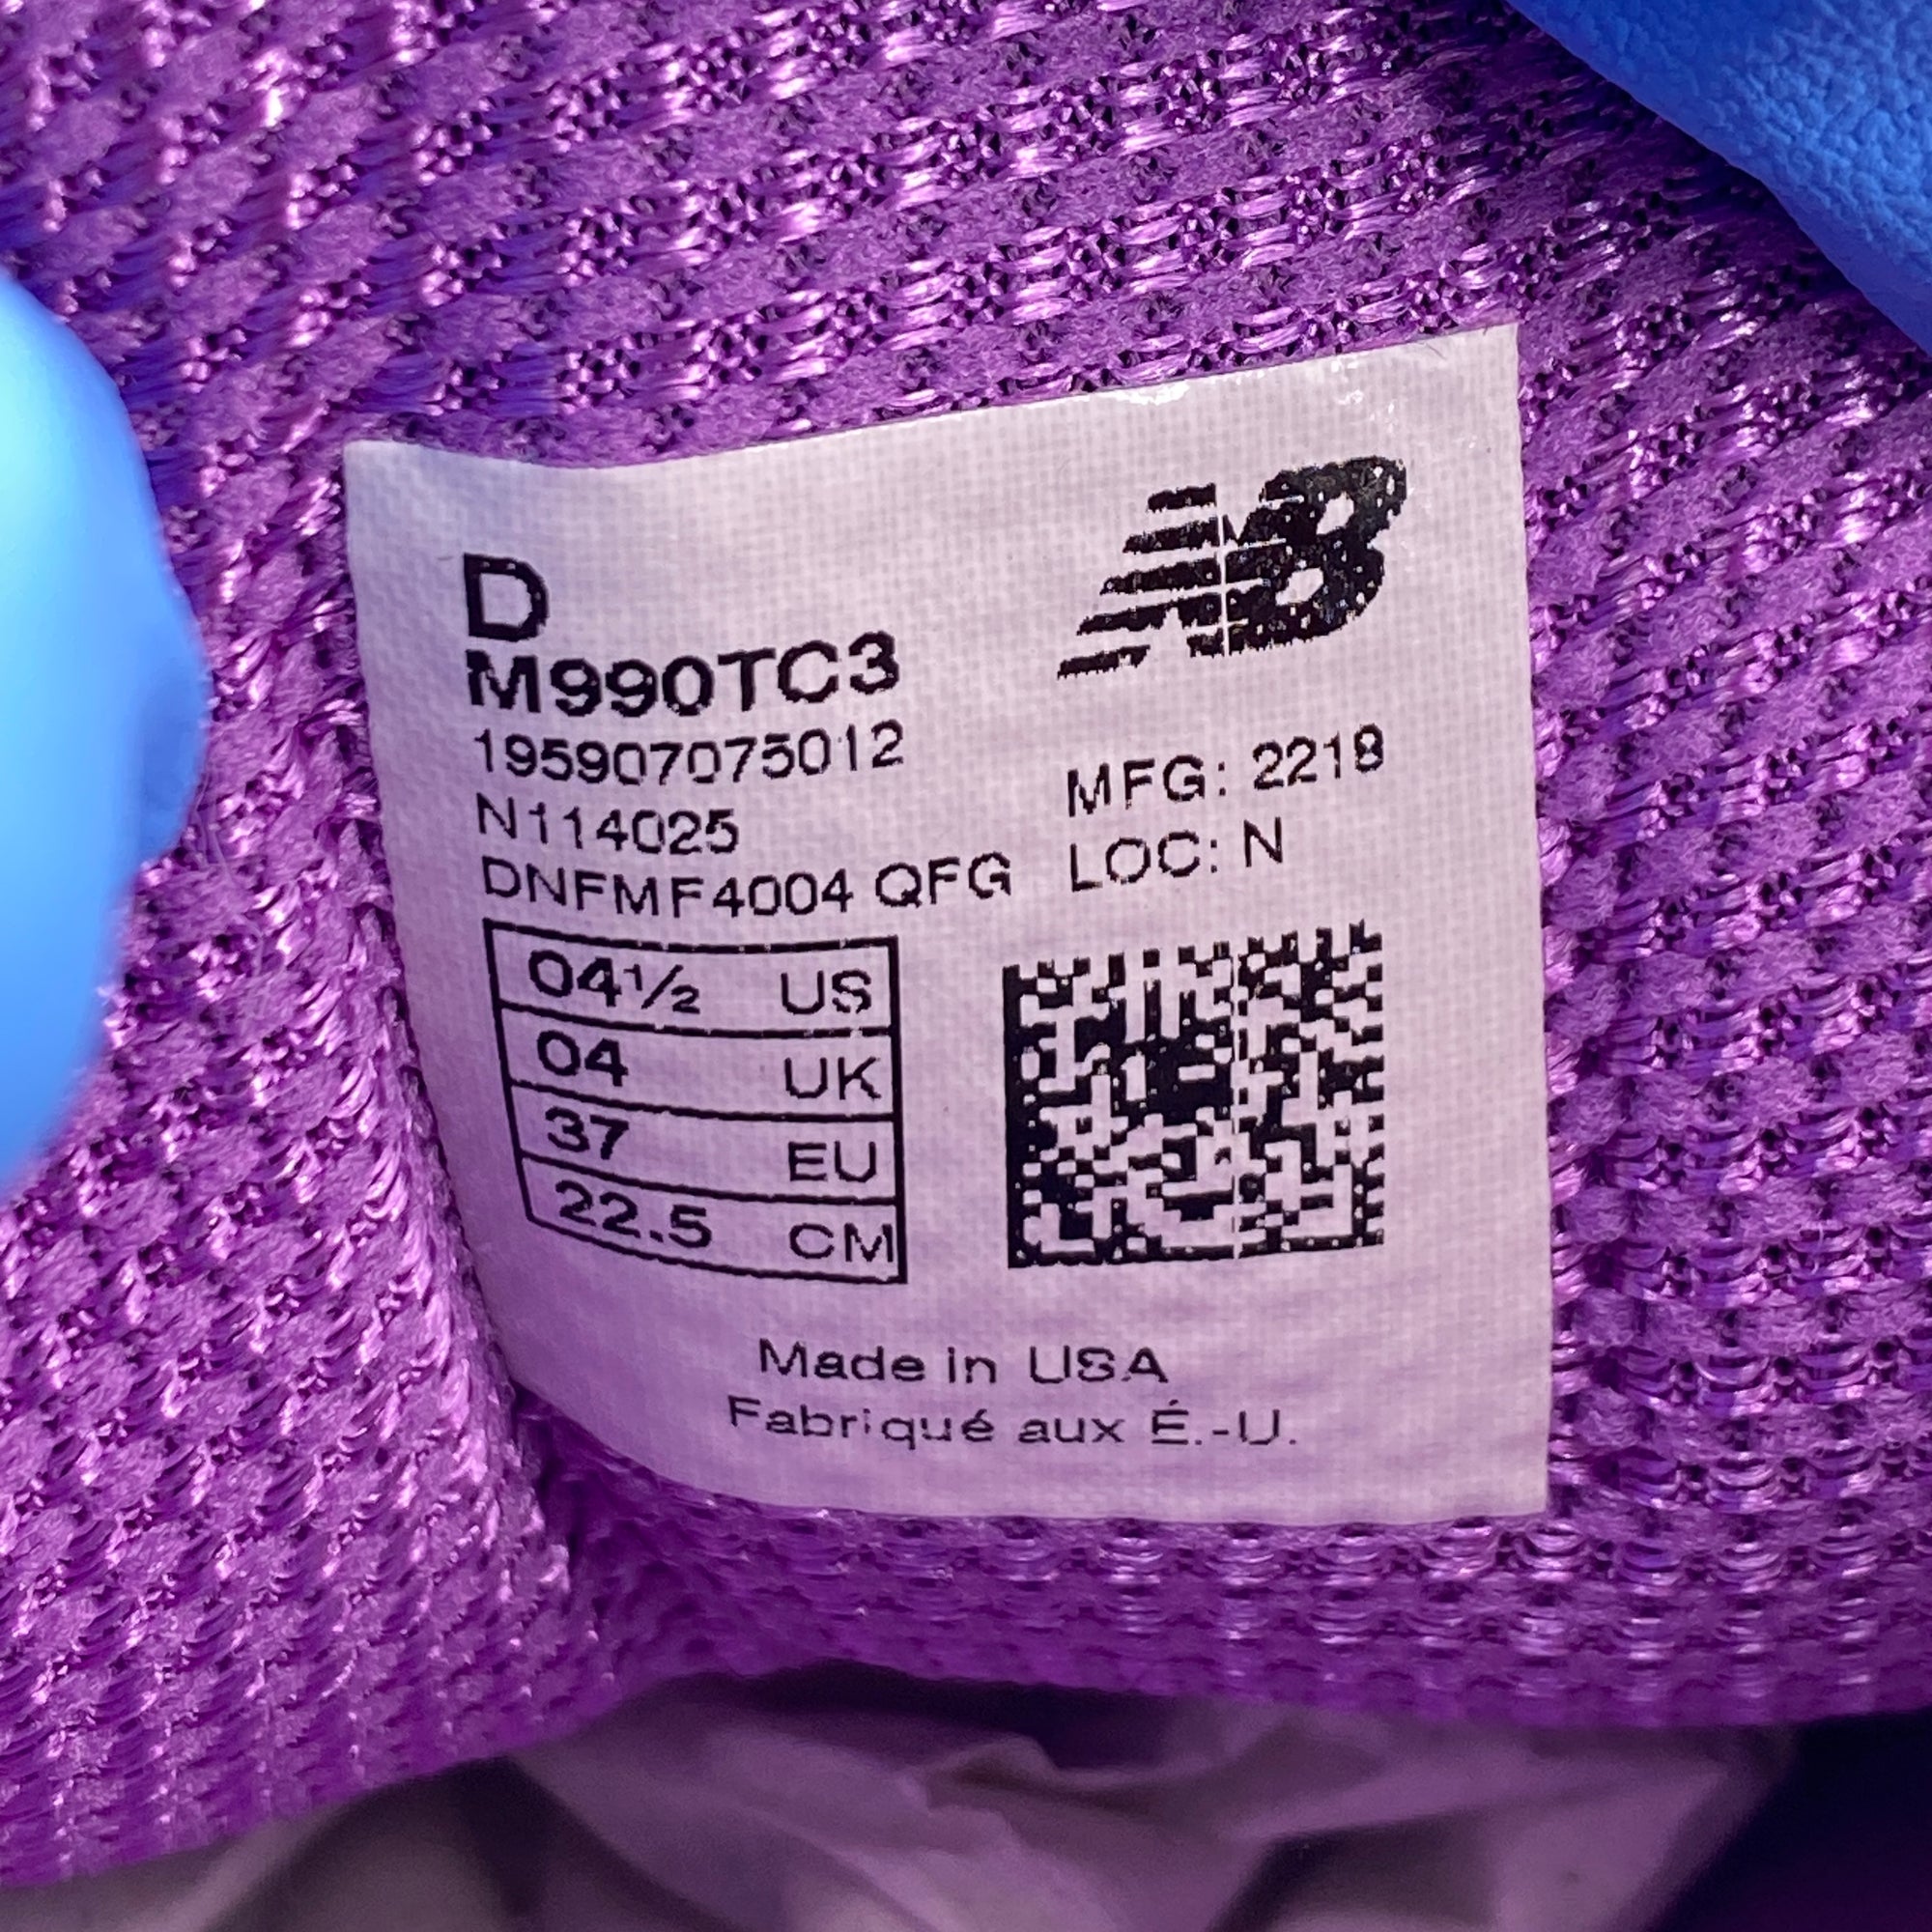 NB
D
M990TC3
195907075012
N114025
DNFMF4004 QFG
MFG: 2218
LOC: N
04½ US
04 UK
37 EU
22.5 CM
Made in USA
Fabriqué aux É.-U.